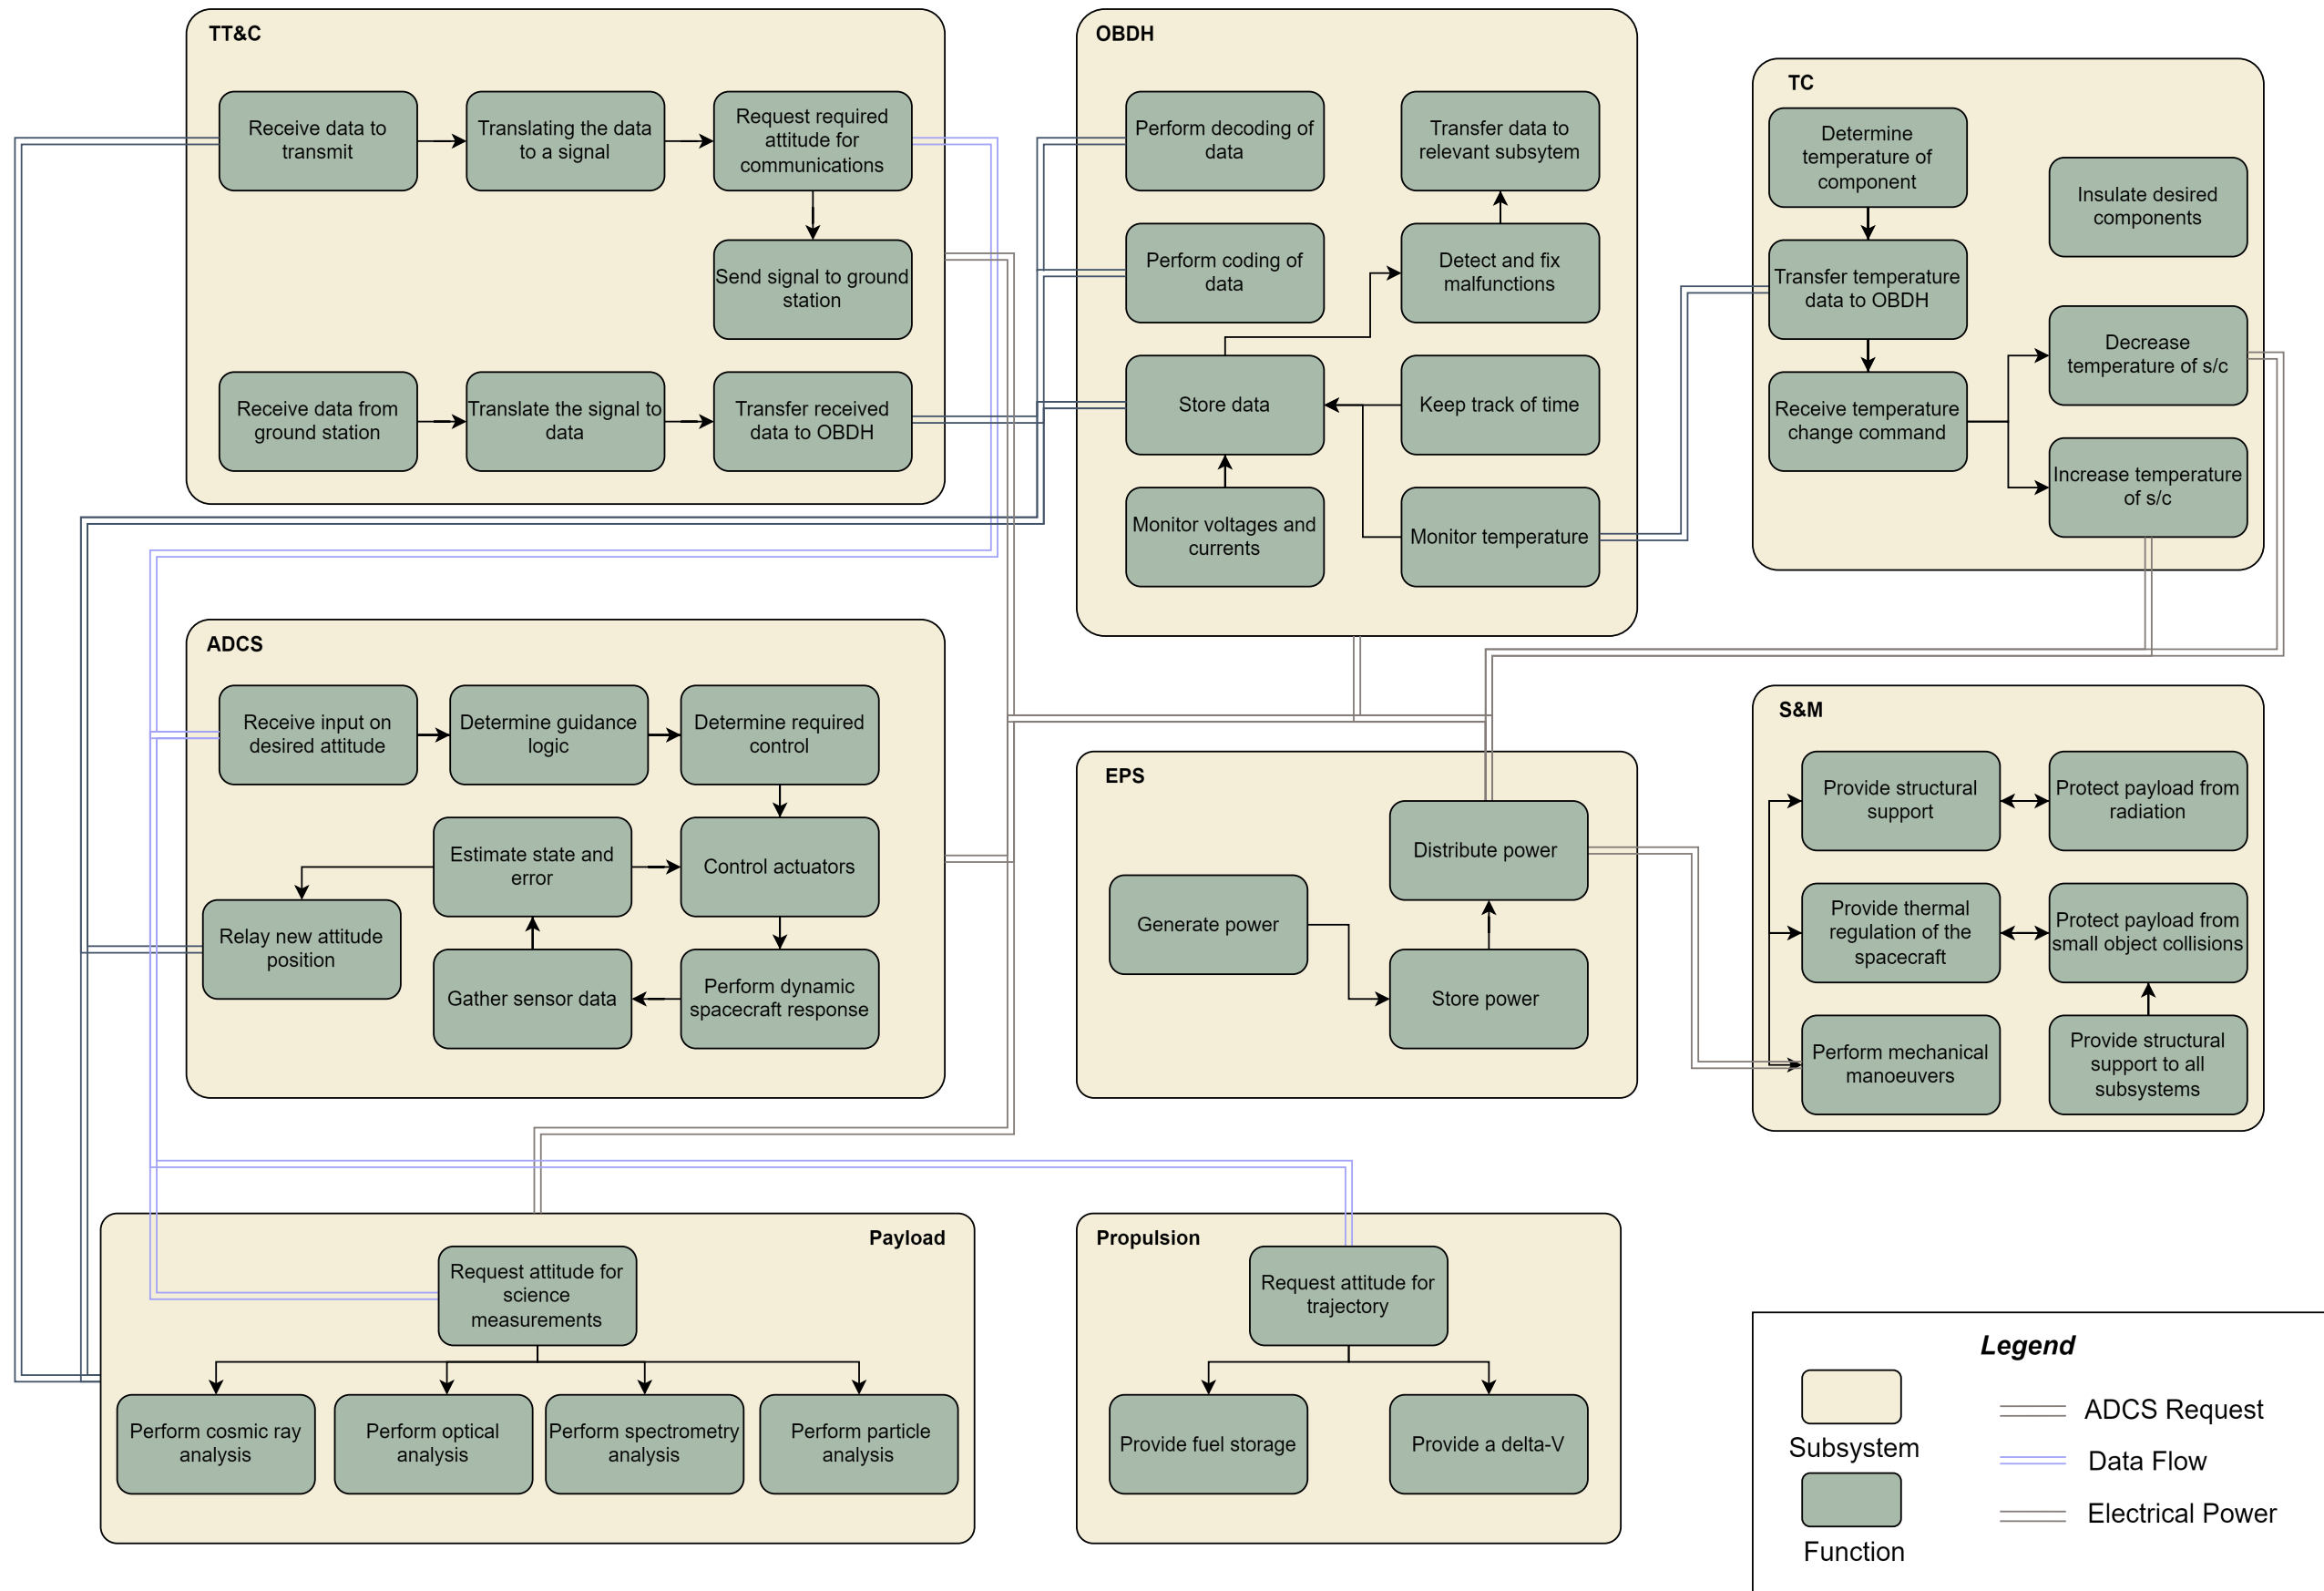 TT&C
Receive data to
transmit
Translating the data
to a signal
Request required
attitude for
communications
Send signal to ground
station
Receive data from
ground station
Translate the signal to
data
Transfer received
data to OBDH
OBDH
Perform decoding of
data
Transfer data to
relevant subsytem
Perform coding of
data
Detect and fix
malfunctions
Store data
Keep track of time
Monitor voltages and
currents
Monitor temperature
TC
Determine
temperature of
component
Insulate desired
components
Transfer temperature
data to OBDH
Decrease
temperature of s/c
Receive temperature
change command
Increase temperature
of s/c
ADCS
Receive input on
desired attitude
Determine guidance
logic
Determine required
control
Estimate state and
error
Control actuators
Relay new attitude
position
Gather sensor data
Perform dynamic
spacecraft response
EPS
Distribute power
Generate power
Store power
S&M
Provide structural
support
Protect payload from
radiation
Provide thermal
regulation of the
spacecraft
Protect payload from
small object collisions
Perform mechanical
manoeuvers
Provide structural
support to all
subsystems
Payload
Request attitude for
science
measurements
Perform cosmic ray
analysis
Perform optical
analysis
Perform spectrometry
analysis
Perform particle
analysis
Propulsion
Request attitude for
trajectory
Provide fuel storage
Provide a delta-V
Legend
Subsystem
Function
ADCS Request
Data Flow
Electrical Power